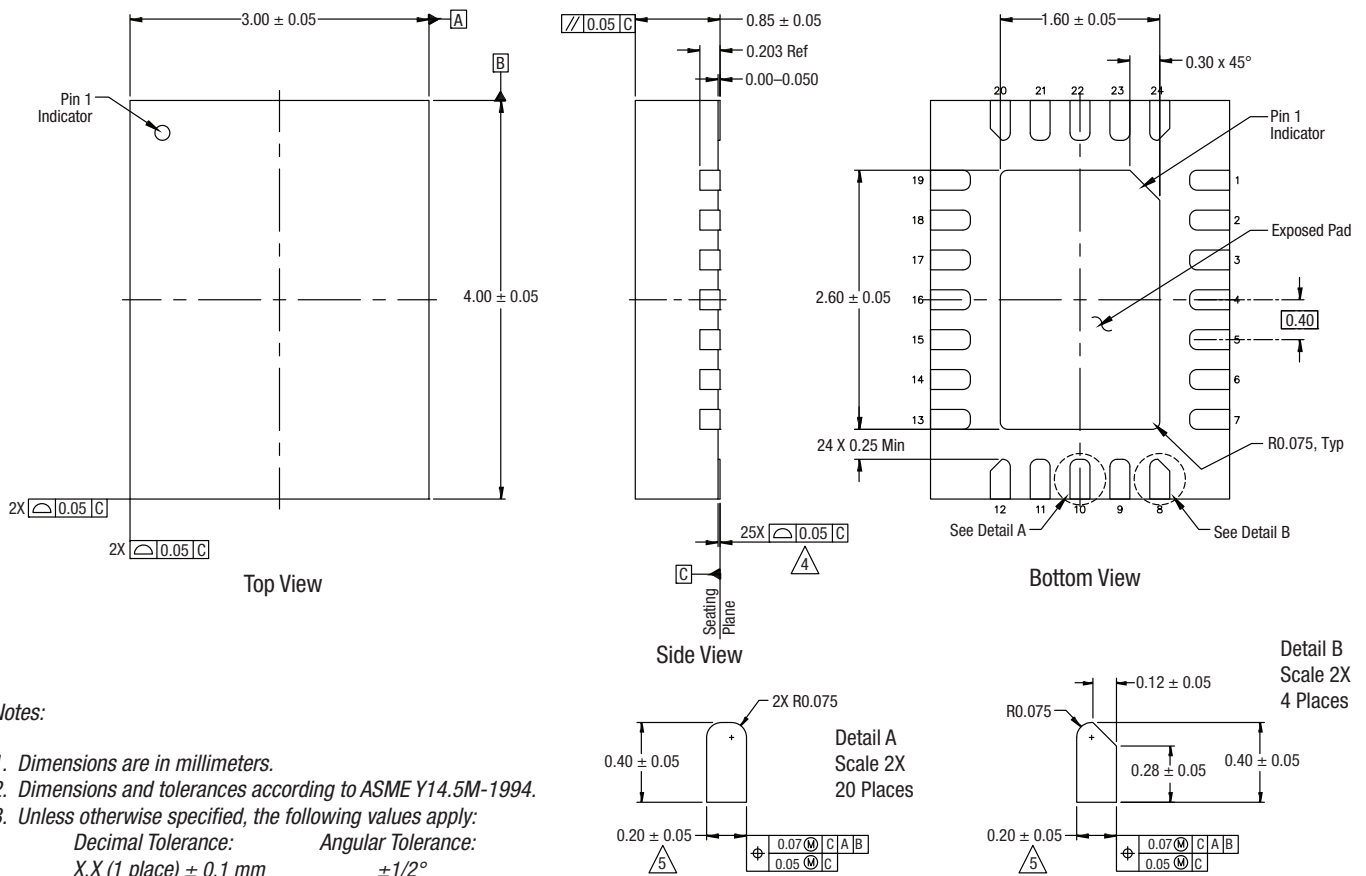 3.00 ± 0.05
A
B
Pin 1
Indicator
4.00 ± 0.05
2X ⌓ 0.05 C
2X ⌓ 0.05 C
Top View
// 0.05 C
0.85 ± 0.05
0.203 Ref
0.00–0.050
25X ⌓ 0.05 C
4
C
Seating
Plane
Side View
1.60 ± 0.05
0.30 x 45°
20 21 22 23 24
Pin 1
Indicator
19
18
17
16
15
14
13
1
2
3
4
5
6
7
Exposed Pad
2.60 ± 0.05
0.40
24 X 0.25 Min
R0.075, Typ
12 11 10 9 8
See Detail A
See Detail B
Bottom View
otes:
. Dimensions are in millimeters.
. Dimensions and tolerances according to ASME Y14.5M-1994.
. Unless otherwise specified, the following values apply:
Decimal Tolerance: Angular Tolerance:
X.X (1 place) ± 0.1 mm ±1/2°
2X R0.075
0.40 ± 0.05
Detail A
Scale 2X
20 Places
0.20 ± 0.05
5
⌖ 0.07 Ⓜ C A B
0.05 Ⓜ C
Detail B
Scale 2X
4 Places
0.12 ± 0.05
R0.075
0.28 ± 0.05
0.40 ± 0.05
0.20 ± 0.05
5
⌖ 0.07 Ⓜ C A B
0.05 Ⓜ C